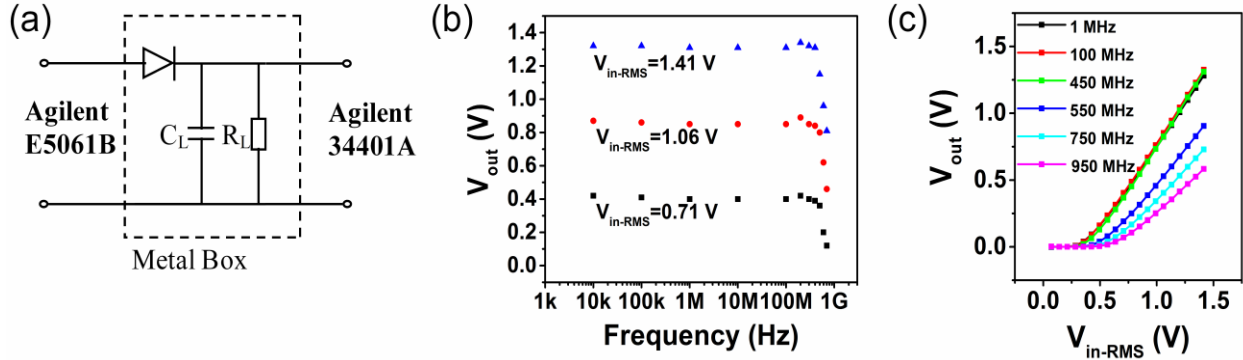 (a)
Agilent
E5061B
C_L
R_L
Agilent
34401A
Metal Box
(b)
V_out (V)
1.4
1.2
1.0
0.8
0.6
0.4
0.2
0.0
V_in-RMS=1.41 V
V_in-RMS=1.06 V
V_in-RMS=0.71 V
1k 10k 100k 1M 10M 100M 1G
Frequency (Hz)
(c)
V_out (V)
1.5
1.0
0.5
0.0
1 MHz
100 MHz
450 MHz
550 MHz
750 MHz
950 MHz
0.0 0.5 1.0 1.5
V_in-RMS (V)